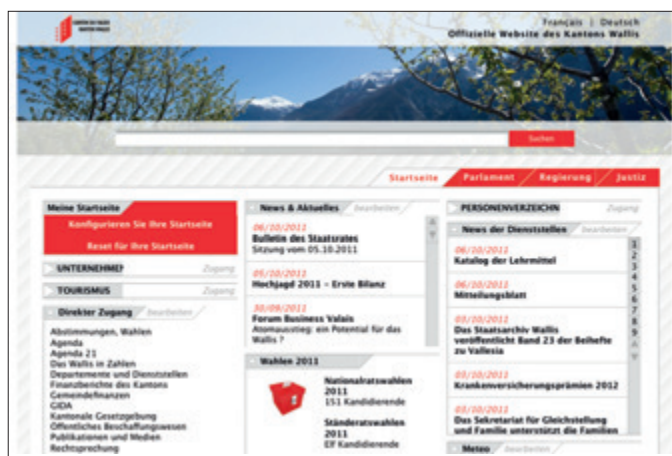 CANTON DU VALAIS
KANTON WALLIS
Français | Deutsch
Offizielle Website des Kantons Wallis
Suchen
Startseite
Parlament
Regierung
Justiz
Meine Startseite
Konfigurieren Sie Ihre Startseite
Reset für Ihre Startseite
UNTERNEHMEN Zugang
TOURISMUS Zugang
Direkter Zugang bearbeiten
Abstimmungen, Wahlen
Agenda
Agenda 21
Das Wallis in Zahlen
Departemente und Dienststellen
Finanzberichte des Kantons
Gemeindefinanzen
GIDA
Kantonale Gesetzgebung
Öffentliches Beschaffungswesen
Publikationen und Medien
Rechtsprechung
News & Aktuelles bearbeiten
06/10/2011
Bulletin des Staatsrates
Sitzung vom 05.10.2011
05/10/2011
Hochjagd 2011 - Erste Bilanz
30/09/2011
Forum Business Valais
Atomausstieg: ein Potential für das
Wallis ?
Wahlen 2011
Nationalratswahlen
2011
151 Kandidierende
Ständeratswahlen
2011
Elf Kandidierende
PERSONENVERZEICHN Zugang
News der Dienststellen bearbeiten
06/10/2011
Katalog der Lehrmittel
06/10/2011
Mitteilungsblatt
03/10/2011
Das Staatsarchiv Wallis
veröffentlicht Band 23 der Beihefte
zu Vallesia
03/10/2011
Krankenversicherungsprämien 2012
03/10/2011
Das Sekretariat für Gleichstellung
und Familie unterstützt die Familien
1
2
3
4
5
6
7
8
9
Meteo bearbeiten